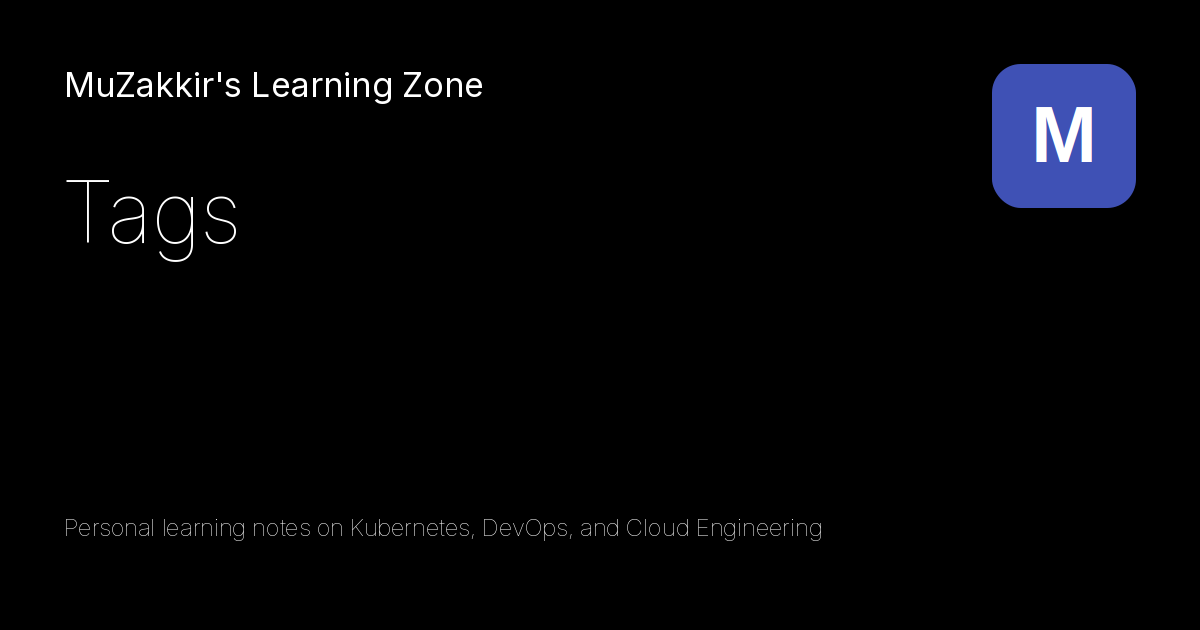 MuZakkir's Learning Zone
M
Tags
Personal learning notes on Kubernetes, DevOps, and Cloud Engineering